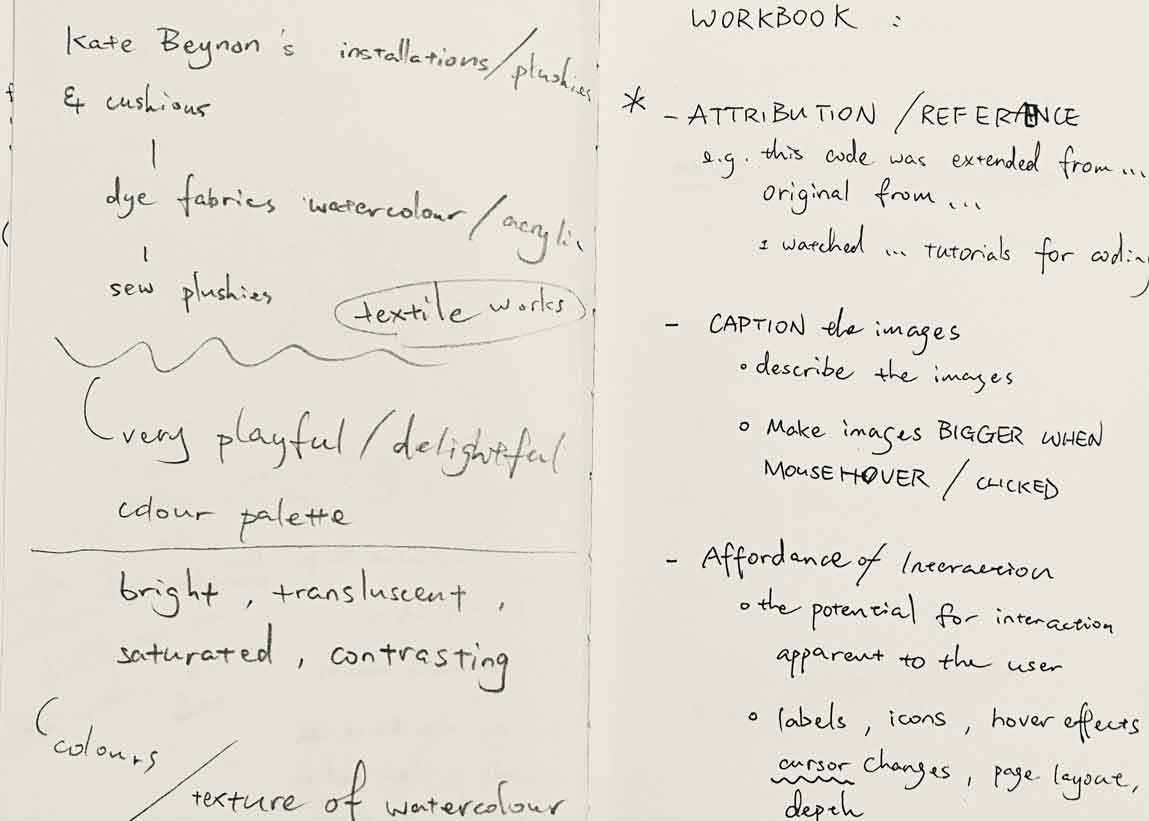 Kate Beynon's installations/plushies
& cushions
dye fabrics watercolour/acrylic
sew plushies
textile works
very playful/delightful
colour palette
bright, transluscent,
saturated, contrasting
colours
/texture of watercolour
WORKBOOK :
* - ATTRIBUTION /REFERENCE
e.g. this code was extended from...
original from...
I watched ... tutorials for coding
- CAPTION the images
• describe the images
• Make images BIGGER WHEN
MOUSEHOVER / CLICKED
- Affordance of Interaction
• the potential for interaction
apparent to the user
• labels, icons, hover effects
cursor changes, page layout,
depth